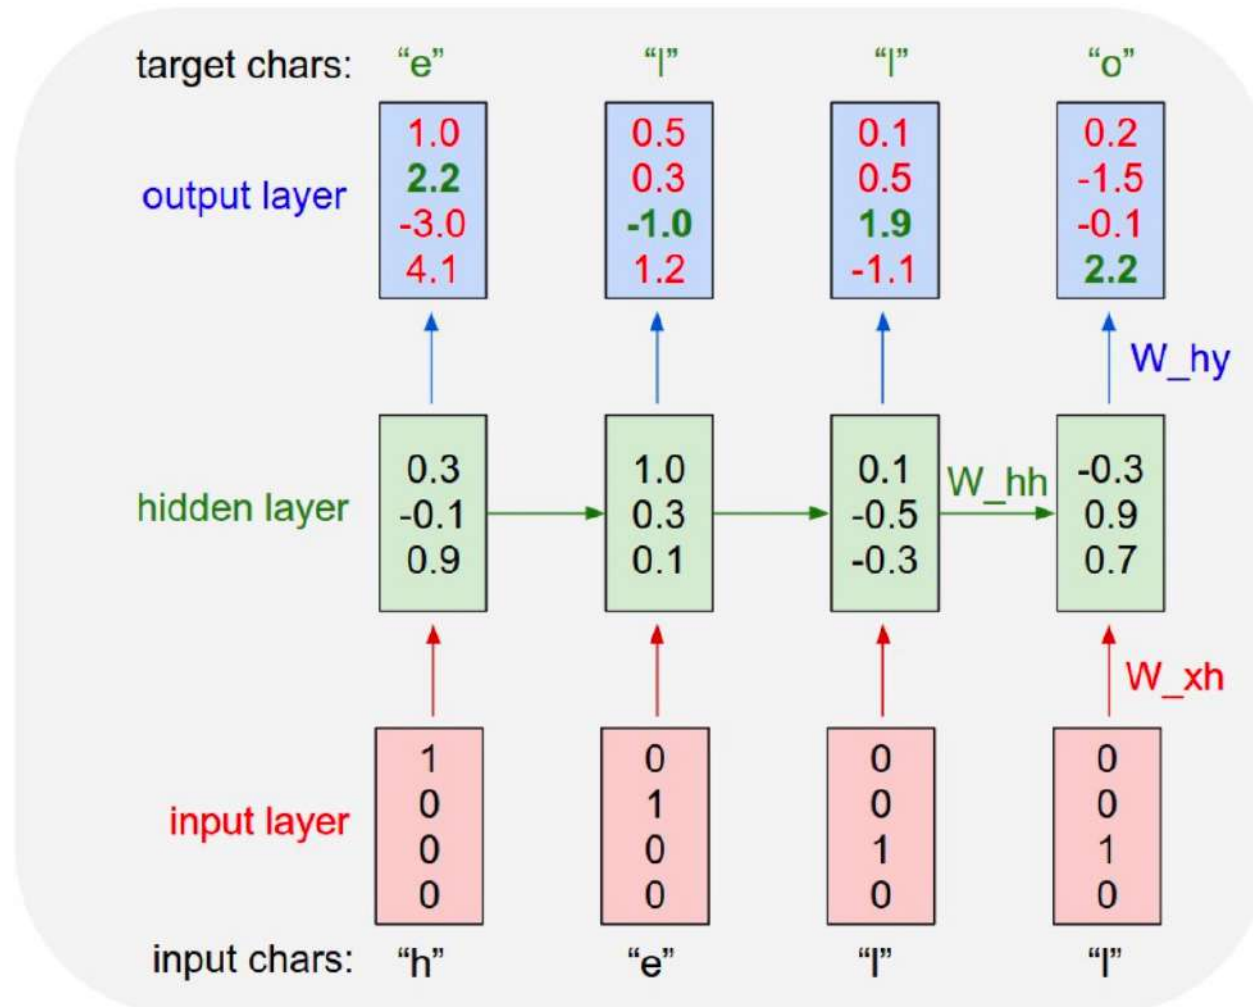 target chars: “e” “l” “l” “o”
1.0 0.5 0.1 0.2
2.2 0.3 0.5 -1.5
output layer
-3.0 -1.0 1.9 -0.1
4.1 1.2 -1.1 2.2
W_hy
0.3 1.0 0.1 -0.3
W_hh
hidden layer -0.1 0.3 -0.5 0.9
0.9 0.1 -0.3 0.7
W_xh
1 0 0 0
0 1 0 0
input layer
0 0 1 1
0 0 0 0
input chars: “h” “e” “l” “l”